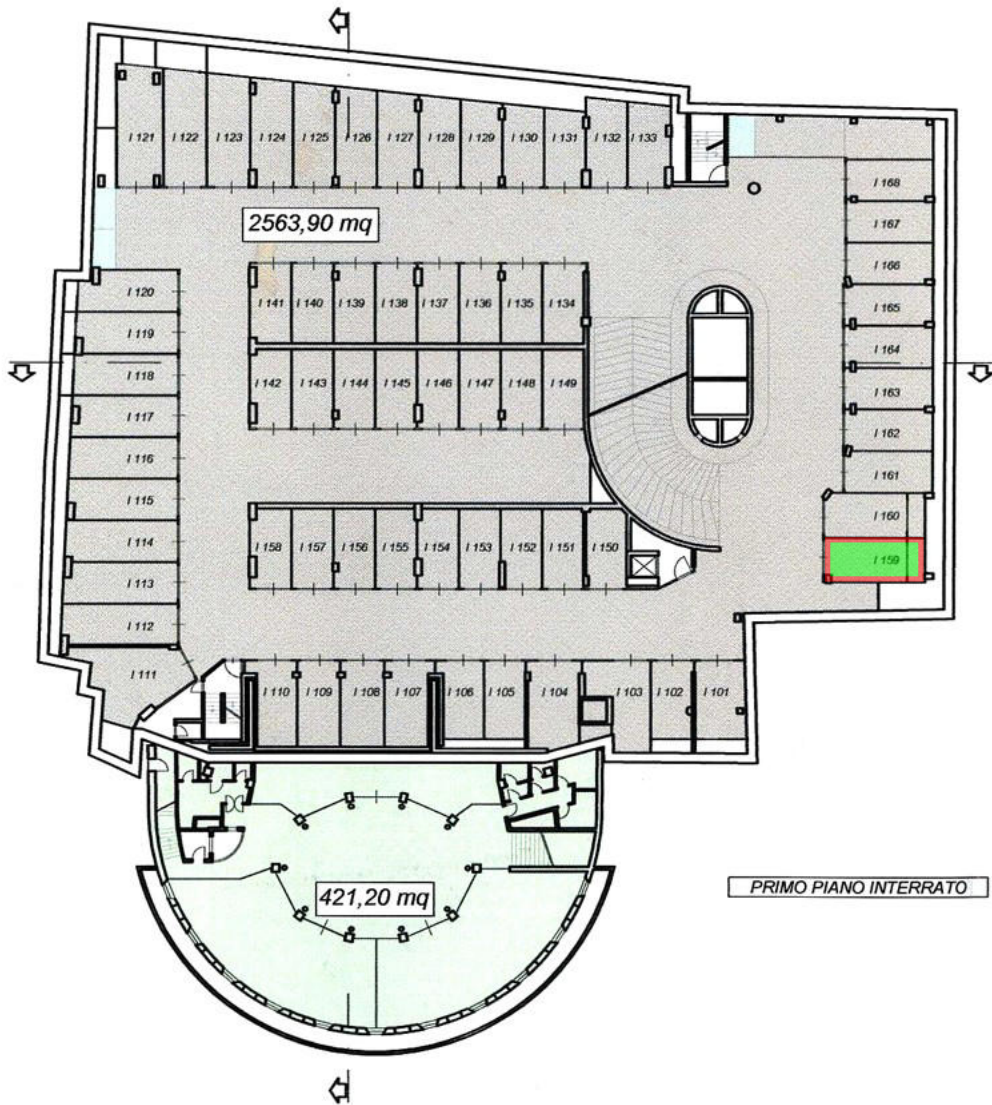 I 121 I 122 I 123 I 124 I 125 I 126 I 127 I 128 I 129 I 130 I 131 I 132 I 133
I 168
I 167
2563,90 mq
I 166
I 120
I 141 I 140 I 139 I 138 I 137 I 136 I 135 I 134
I 165
I 119
I 164
I 118
I 142 I 143 I 144 I 145 I 146 I 147 I 148 I 149
I 163
I 117
I 162
I 116
I 161
I 115
I 160
I 114
I 158 I 157 I 156 I 155 I 154 I 153 I 152 I 151 I 150
I 159
I 113
I 112
I 111
I 110 I 109 I 108 I 107 I 106 I 105 I 104 I 103 I 102 I 101
PRIMO PIANO INTERRATO
421,20 mq